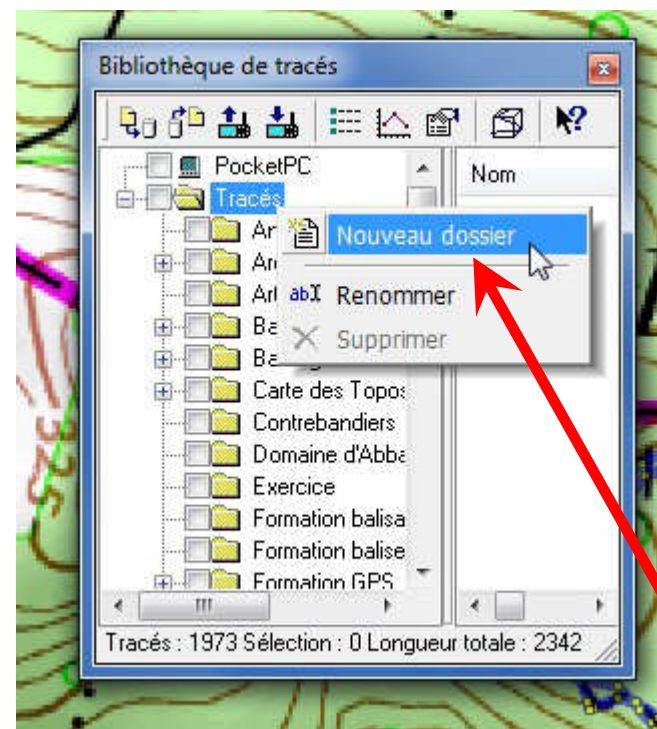 Bibliothèque de tracés
Nom
PocketPC
Tracés
Nouveau dossier
Renommer
Supprimer
Carte des Topos
Contrebandiers
Domaine d'Abba
Exercice
Formation balisa
Formation balise
Formation GPS
Tracés : 1973 Sélection : 0 Longueur totale : 2342
325